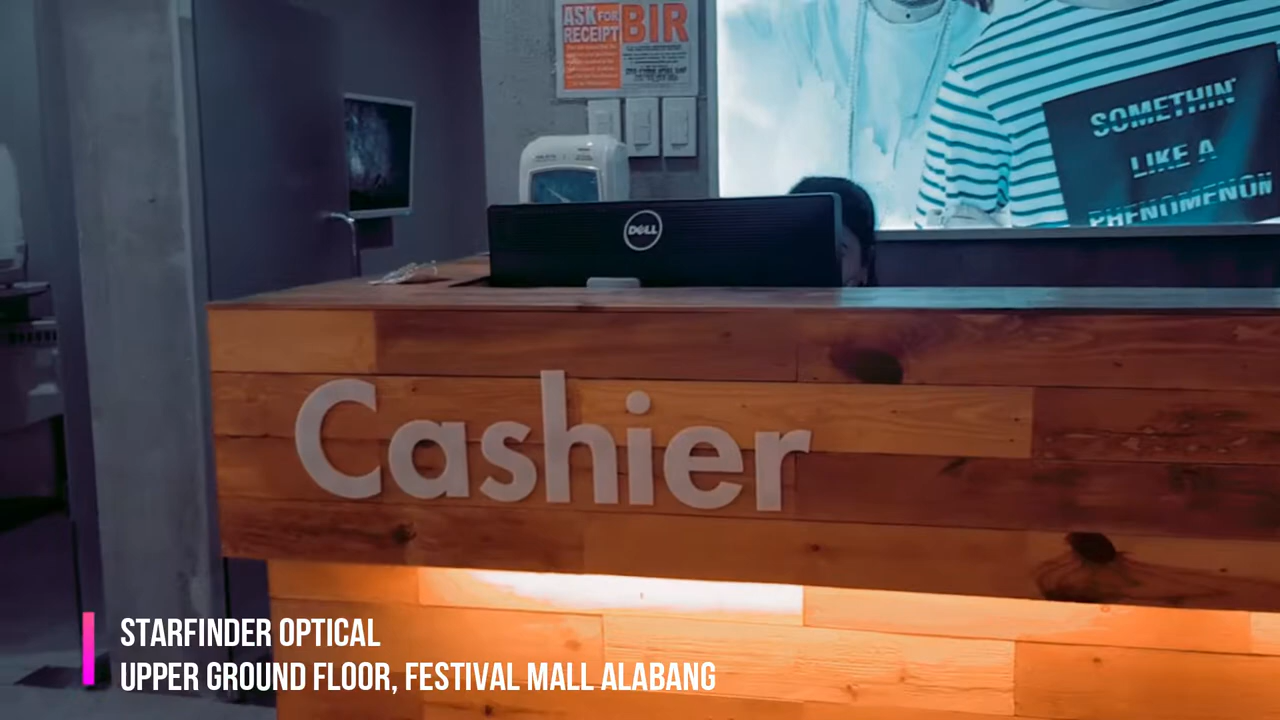 ASK FOR
RECEIPT
BIR
SOMETHIN'
LIKE A
PHENOMENON
DELL
Cashier
STARFINDER OPTICAL
UPPER GROUND FLOOR, FESTIVAL MALL ALABANG